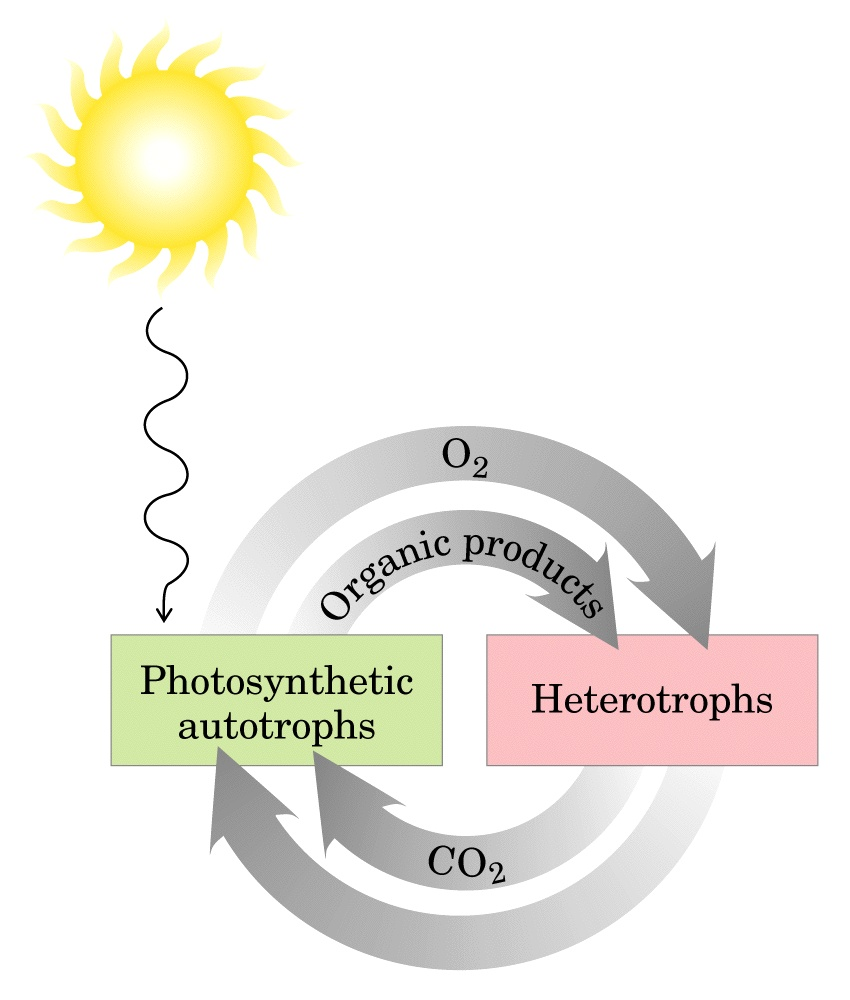 O₂
Organic products
Photosynthetic
autotrophs
Heterotrophs
CO₂